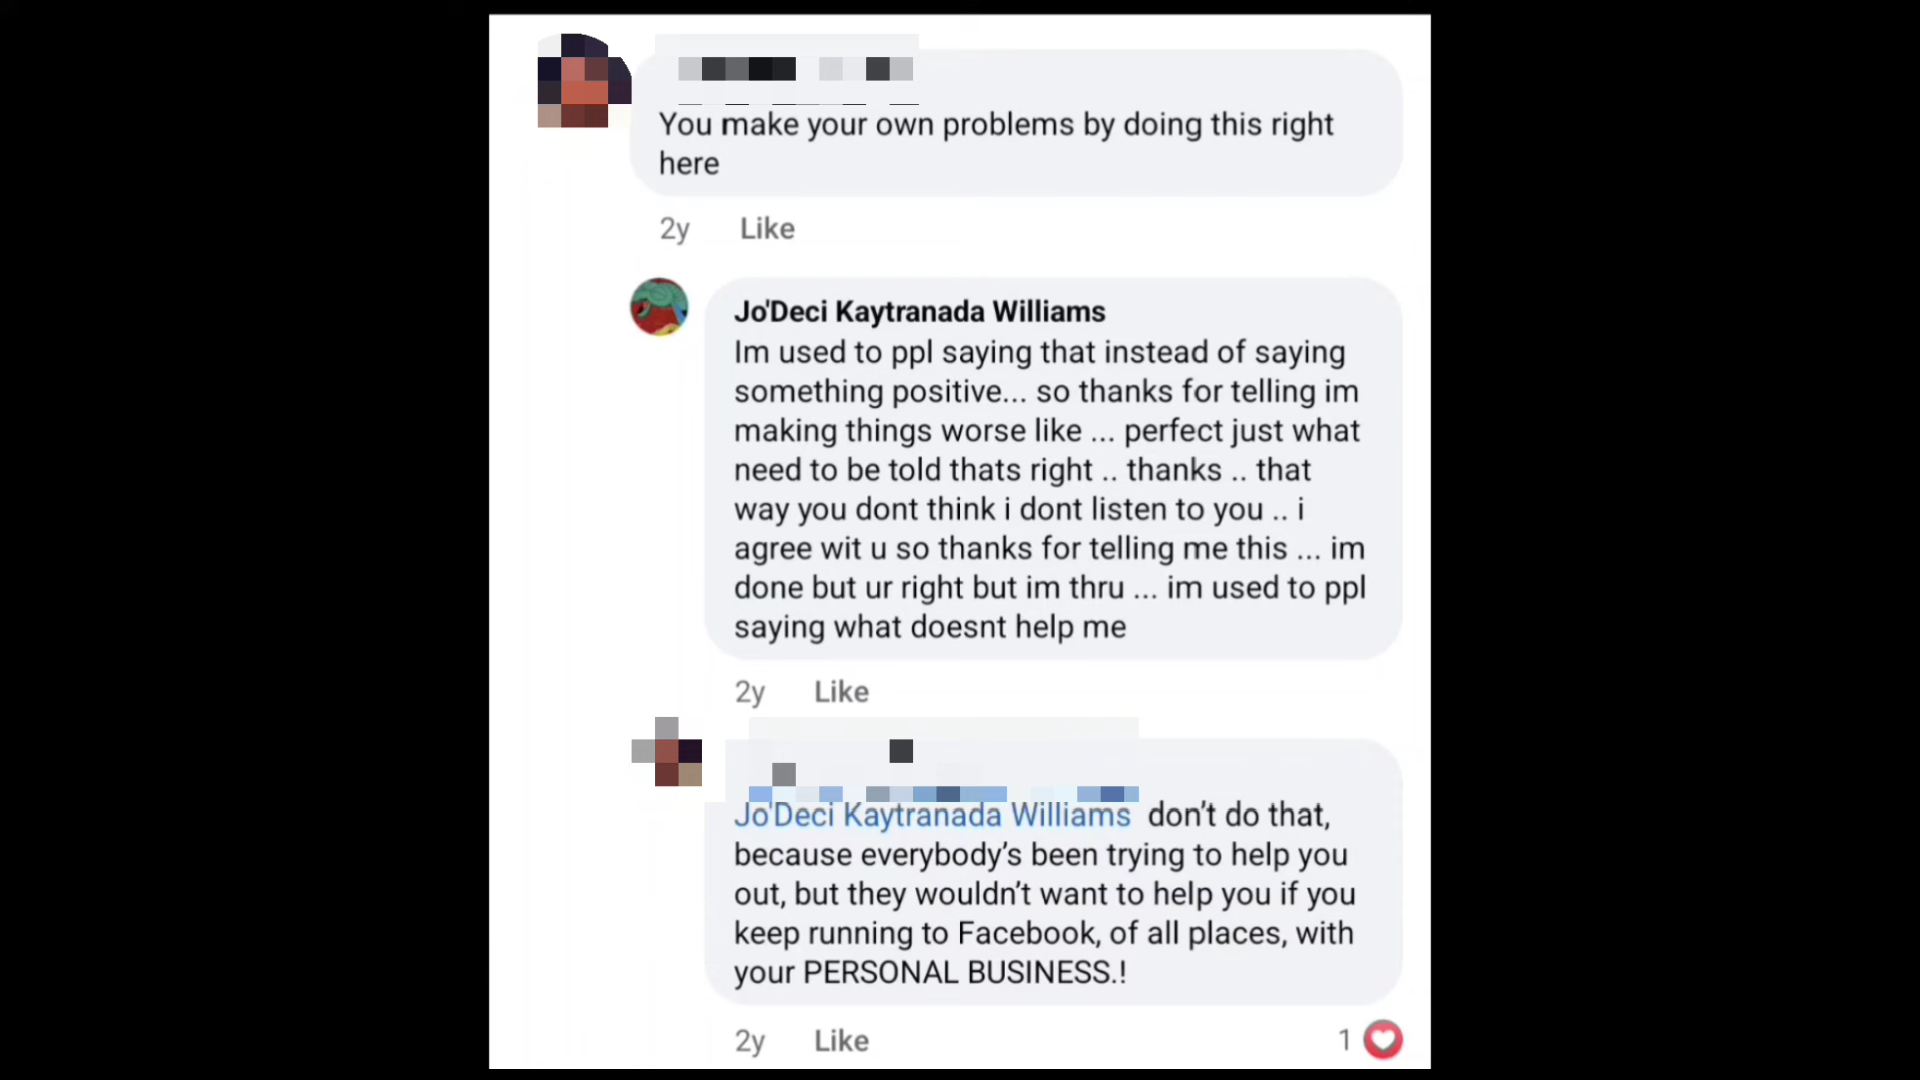 You make your own problems by doing this right
here
2y Like
Jo'Deci Kaytranada Williams
Im used to ppl saying that instead of saying
something positive... so thanks for telling im
making things worse like ... perfect just what
need to be told thats right .. thanks .. that
way you dont think i dont listen to you .. i
agree wit u so thanks for telling me this ... im
done but ur right but im thru ... im used to ppl
saying what doesnt help me
2y Like
Jo'Deci Kaytranada Williams don’t do that,
because everybody’s been trying to help you
out, but they wouldn’t want to help you if you
keep running to Facebook, of all places, with
your PERSONAL BUSINESS.!
2y Like 1